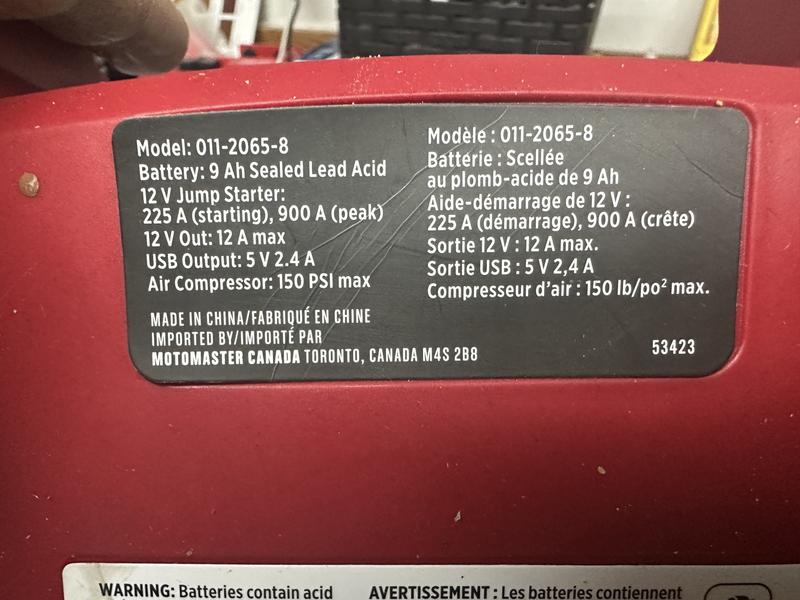 Model: 011-2065-8
Battery: 9 Ah Sealed Lead Acid
12 V Jump Starter:
225 A (starting), 900 A (peak)
12 V Out: 12 A max
USB Output: 5 V 2.4 A
Air Compressor: 150 PSI max
MADE IN CHINA/FABRIQUÉ EN CHINE
IMPORTED BY/IMPORTÉ PAR
MOTOMASTER CANADA TORONTO, CANADA M4S 2B8
Modèle : 011-2065-8
Batterie : Scellée
au plomb-acide de 9 Ah
Aide-démarrage de 12 V :
225 A (démarrage), 900 A (crête)
Sortie 12 V : 12 A max.
Sortie USB : 5 V 2,4 A
Compresseur d'air : 150 lb/po² max.
53423
WARNING: Batteries contain acid
AVERTISSEMENT : Les batteries contiennent